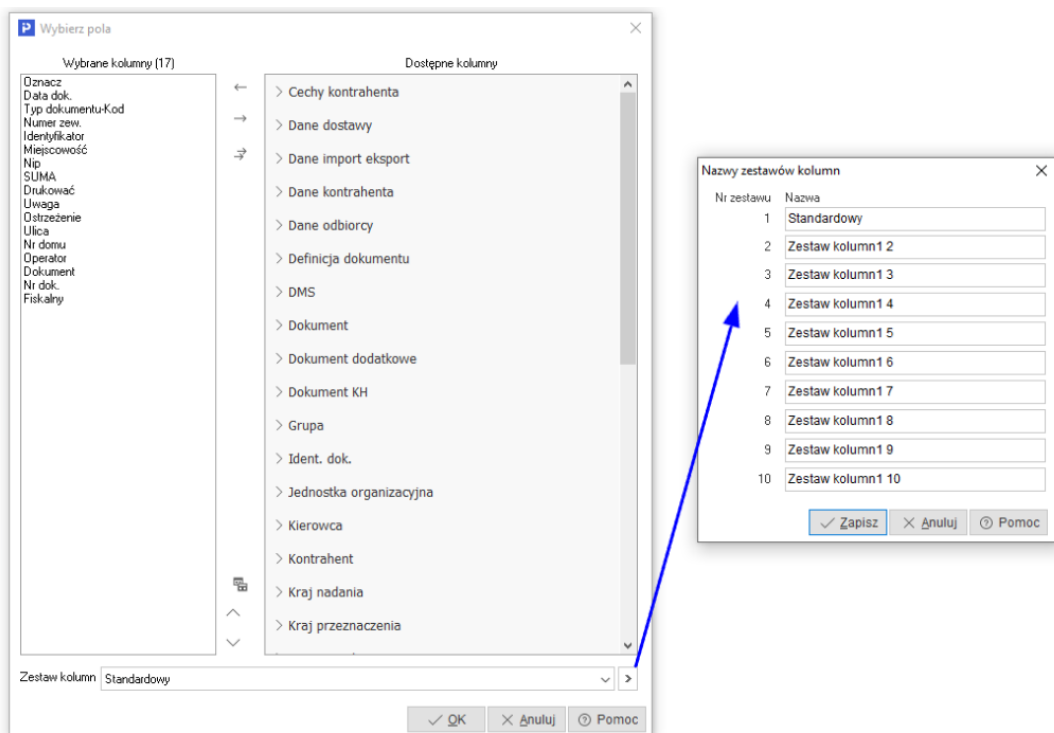 Wybierz pola
Wybrane kolumny (17)
Oznacz
Data dok.
Typ dokumentu-Kod
Numer zew.
Identyfikator
Miejscowość
Nip
SUMA
Drukować
Uwaga
Ostrzeżenie
Ulica
Nr domu
Operator
Dokument
Nr dok.
Fiskalny
Dostępne kolumny
Cechy kontrahenta
Dane dostawy
Dane import eksport
Dane kontrahenta
Dane odbiorcy
Definicja dokumentu
DMS
Dokument
Dokument dodatkowe
Dokument KH
Grupa
Ident. dok.
Jednostka organizacyjna
Kierowca
Kontrahent
Kraj nadania
Kraj przeznaczenia
Zestaw kolumn Standardowy
OK Anuluj Pomoc
Nazwy zestawów kolumn
Nr zestawu Nazwa
1 Standardowy
2 Zestaw kolumn1 2
3 Zestaw kolumn1 3
4 Zestaw kolumn1 4
5 Zestaw kolumn1 5
6 Zestaw kolumn1 6
7 Zestaw kolumn1 7
8 Zestaw kolumn1 8
9 Zestaw kolumn1 9
10 Zestaw kolumn1 10
Zapisz Anuluj Pomoc